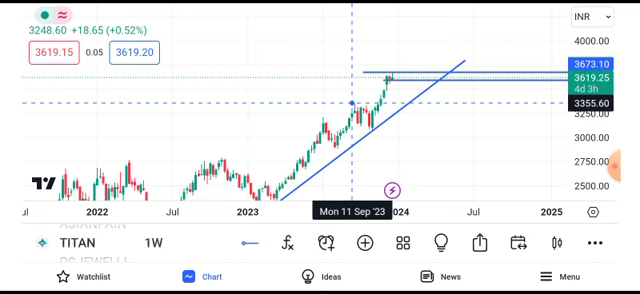 INR
3248.60 +18.65 (+0.52%)
3619.15 0.05 3619.20
4000.00
3673.10
3619.25
4d 3h
3355.60
3250.00
3000.00
2750.00
2500.00
2022 Jul 2023 Mon 11 Sep '23 2024 Jul 2025
TITAN 1W
Watchlist Chart Ideas News Menu